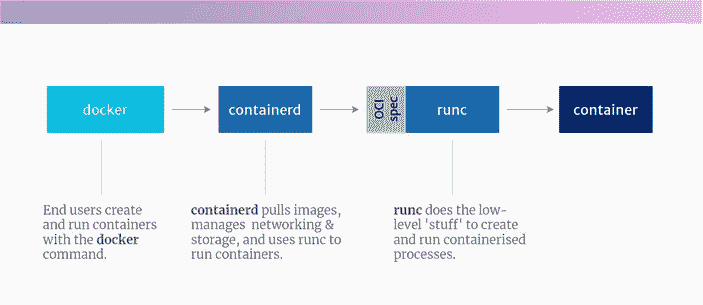 docker
containerd
OCI
spec
runc
container
End users create
and run containers
with the docker
command.
containerd pulls images,
manages networking &
storage, and uses runc to
run containers.
runc does the low-
level 'stuff' to create
and run containerised
processes.